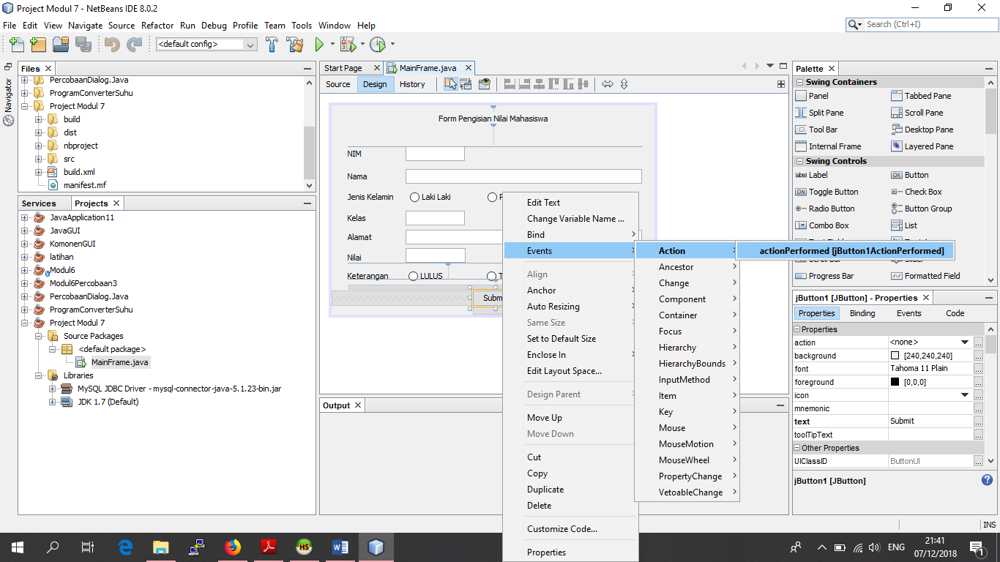 Project Modul 7 - NetBeans IDE 8.0.2
File Edit View Navigate Source Refactor Run Debug Profile Team Tools Window Help
Search (Ctrl+I)
<default config>
Navigator
Files
PercobaanDialog.Java
ProgramConverterSuhu
Project Modul 7
build
dist
nbproject
src
build.xml
manifest.mf
Services Projects
JavaApplication11
JavaGUI
KomonenGUI
latihan
Modul6
Modul6Percobaan3
PercobaanDialog.Java
ProgramConverterSuhu
Project Modul 7
Source Packages
<default package>
MainFrame.java
Libraries
MySQL JDBC Driver - mysql-connector-java-5.1.23-bin.jar
JDK 1.7 (Default)
Start Page MainFrame.java
Source Design History
Form Pengisian Nilai Mahasiswa
NIM
Nama
Jenis Kelamin Laki Laki
Kelas
Alamat
Nilai
Keterangan LULUS
Subm
Output
Edit Text
Change Variable Name ...
Bind
Events
Align
Anchor
Auto Resizing
Same Size
Set to Default Size
Enclose In
Edit Layout Space...
Design Parent
Move Up
Move Down
Cut
Copy
Duplicate
Delete
Customize Code...
Properties
Action
Ancestor
Change
Component
Container
Focus
Hierarchy
HierarchyBounds
InputMethod
Item
Key
Mouse
MouseMotion
MouseWheel
PropertyChange
VetoableChange
actionPerformed [jButton1ActionPerformed]
Palette
Swing Containers
Panel Tabbed Pane
Split Pane Scroll Pane
Tool Bar Desktop Pane
Internal Frame Layered Pane
Swing Controls
label Label OK Button
Toggle Button Check Box
Radio Button Button Group
Combo Box List
Progress Bar Formatted Field
jButton1 [JButton] - Properties
Properties Binding Events Code
Properties
action <none> ...
background [240,240,240] ...
font Tahoma 11 Plain ...
foreground [0,0,0] ...
icon ...
mnemonic ...
text Submit ...
toolTipText ...
Other Properties
UIClassID ButtonUI ...
jButton1 [JButton]
INS
ENG
21:41
07/12/2018
1